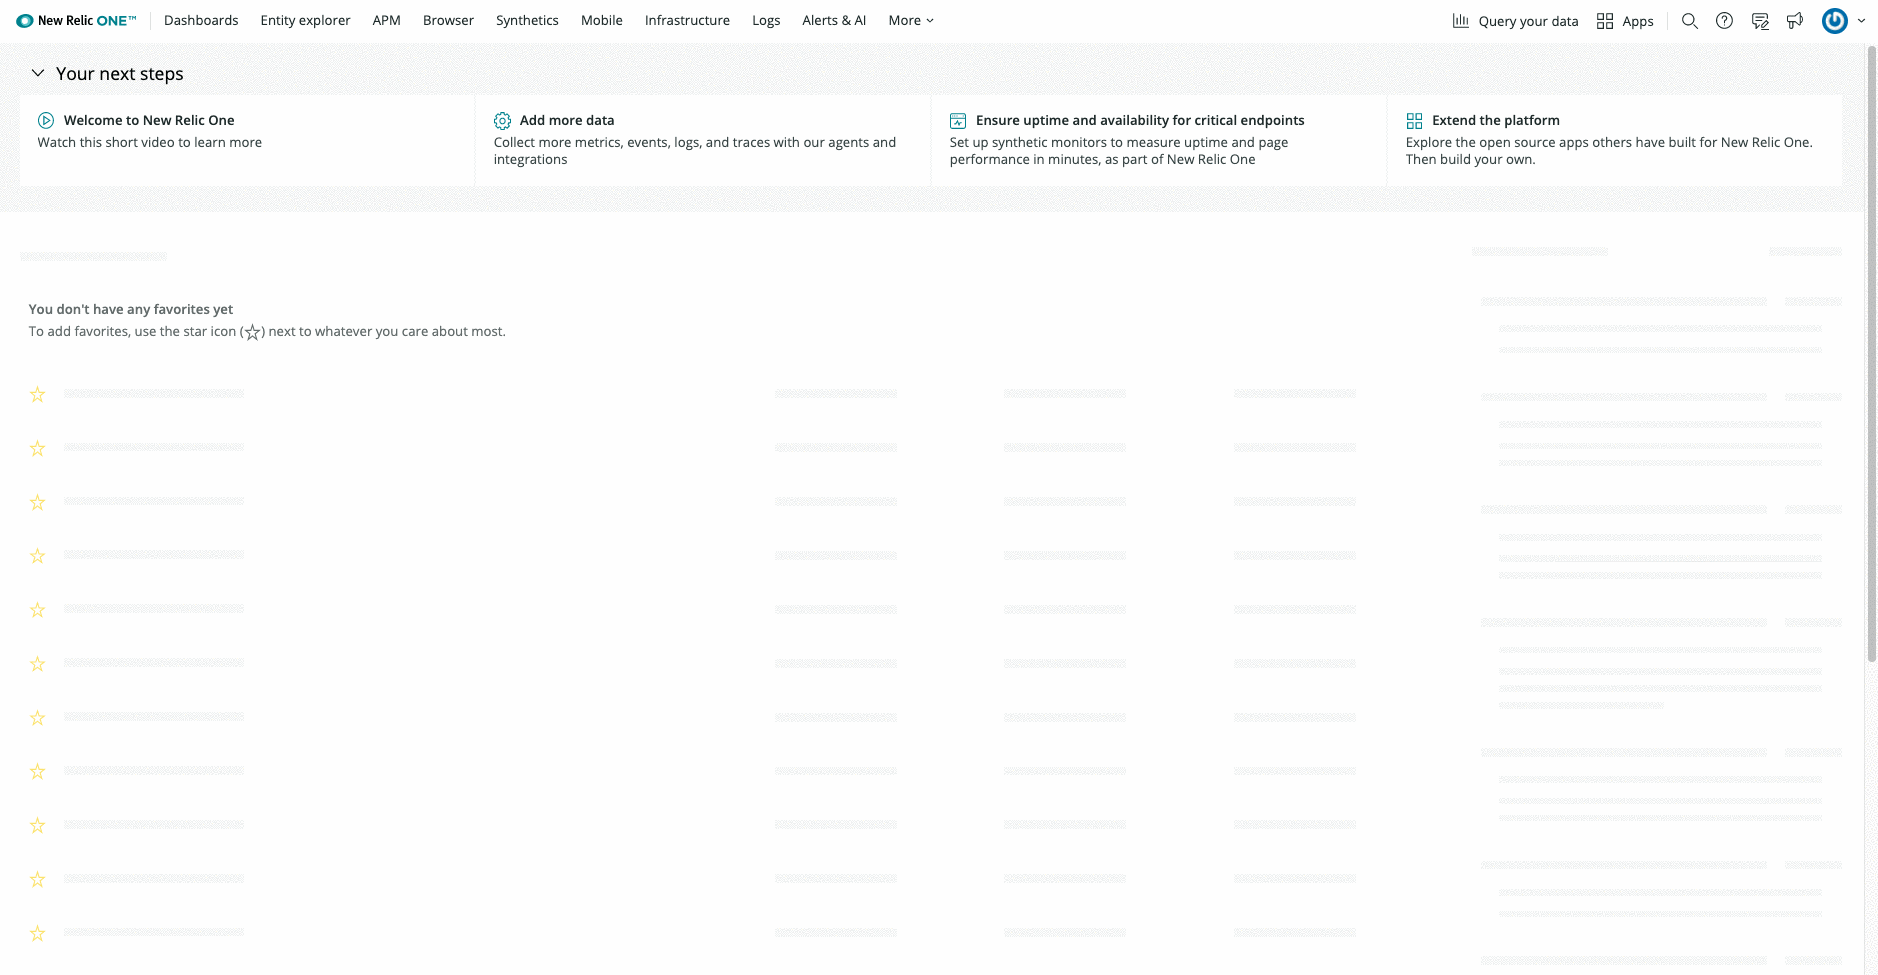 New Relic ONE™ Dashboards Entity explorer APM Browser Synthetics Mobile Infrastructure Logs Alerts & AI More Query your data Apps
Your next steps
Welcome to New Relic One
Watch this short video to learn more
Add more data
Collect more metrics, events, logs, and traces with our agents and
integrations
Ensure uptime and availability for critical endpoints
Set up synthetic monitors to measure uptime and page
performance in minutes, as part of New Relic One
Extend the platform
Explore the open source apps others have built for New Relic One.
Then build your own.
You don't have any favorites yet
To add favorites, use the star icon (☆) next to whatever you care about most.